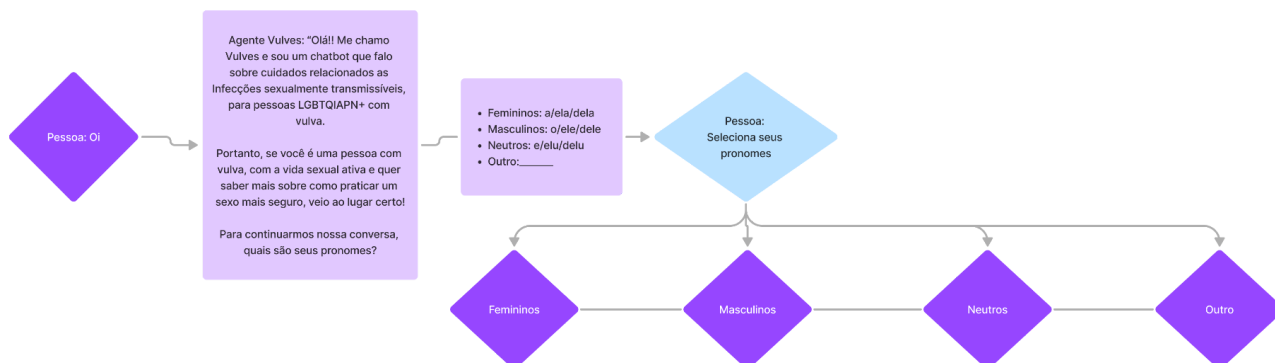 Pessoa: Oi
Agente Vulves: “Olá!! Me chamo
Vulves e sou um chatbot que falo
sobre cuidados relacionados as
Infecções sexualmente transmissíveis,
para pessoas LGBTQIAPN+ com
vulva.
Portanto, se você é uma pessoa com
vulva, com a vida sexual ativa e quer
saber mais sobre como praticar um
sexo mais seguro, veio ao lugar certo!
Para continuarmos nossa conversa,
quais são seus pronomes?
• Femininos: a/ela/dela
• Masculinos: o/ele/dele
• Neutros: e/elu/delu
• Outro:______
Pessoa:
Seleciona seus
pronomes
Femininos
Masculinos
Neutros
Outro